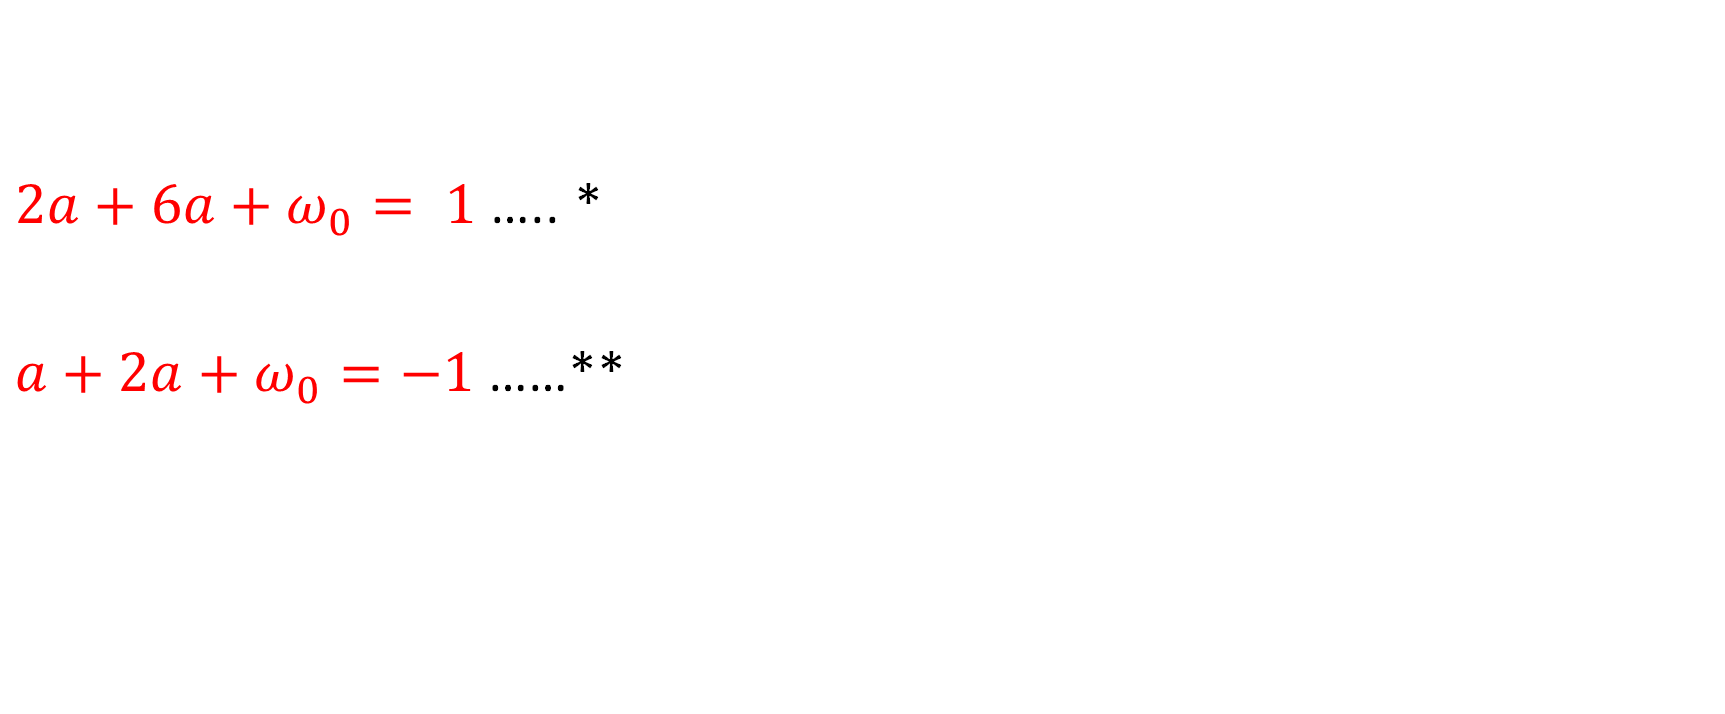 2a + 6a + ω₀ = 1 ..... *
a + 2a + ω₀ = −1 ......**